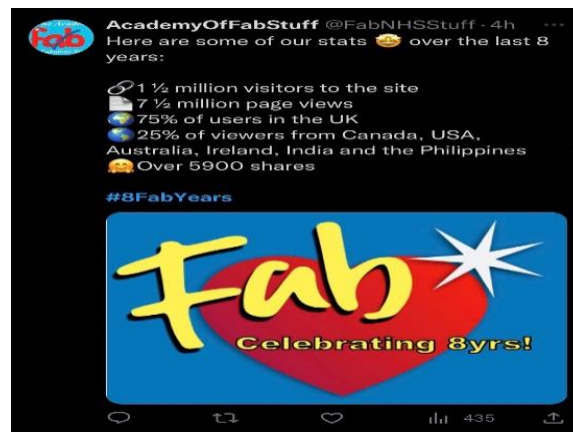 AcademyOfFabStuff @FabNHSStuff · 4h
Here are some of our stats 🤩 over the last 8
years:
🔗1 ½ million visitors to the site
📄7 ½ million page views
🌍75% of users in the UK
🌎25% of viewers from Canada, USA,
Australia, Ireland, India and the Philippines
🤗Over 5900 shares
#8FabYears
Fab
Celebrating 8yrs!
435